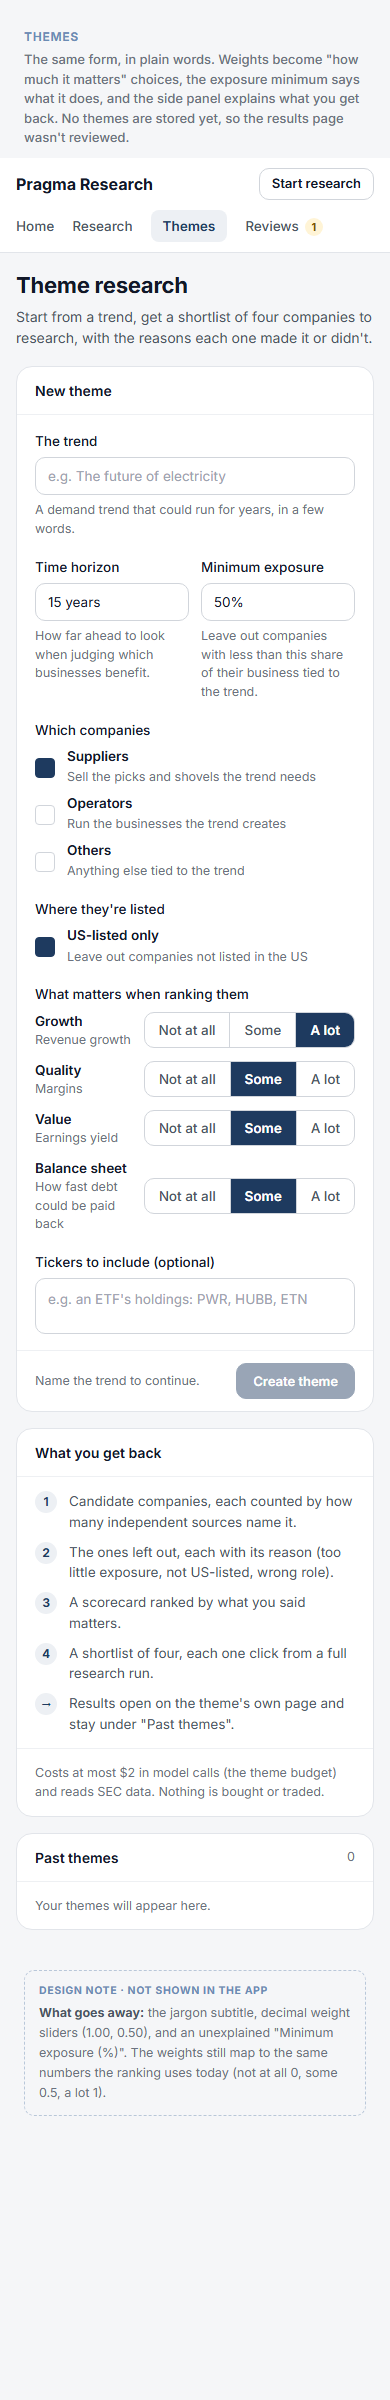 THEMES
The same form, in plain words. Weights become "how
much it matters" choices, the exposure minimum says
what it does, and the side panel explains what you get
back. No themes are stored yet, so the results page
wasn't reviewed.
Pragma Research
Start research
Home
Research
Themes
Reviews 1
Theme research
Start from a trend, get a shortlist of four companies to
research, with the reasons each one made it or didn't.
New theme
The trend
e.g. The future of electricity
A demand trend that could run for years, in a few
words.
Time horizon
15 years
How far ahead to look
when judging which
businesses benefit.
Minimum exposure
50%
Leave out companies
with less than this share
of their business tied to
the trend.
Which companies
Suppliers
Sell the picks and shovels the trend needs
Operators
Run the businesses the trend creates
Others
Anything else tied to the trend
Where they're listed
US-listed only
Leave out companies not listed in the US
What matters when ranking them
Growth
Revenue growth
Not at all Some A lot
Quality
Margins
Not at all Some A lot
Value
Earnings yield
Not at all Some A lot
Balance sheet
How fast debt
could be paid
back
Not at all Some A lot
Tickers to include (optional)
e.g. an ETF's holdings: PWR, HUBB, ETN
Name the trend to continue.
Create theme
What you get back
1 Candidate companies, each counted by how
many independent sources name it.
2 The ones left out, each with its reason (too
little exposure, not US-listed, wrong role).
3 A scorecard ranked by what you said
matters.
4 A shortlist of four, each one click from a full
research run.
→ Results open on the theme's own page and
stay under "Past themes".
Costs at most $2 in model calls (the theme budget)
and reads SEC data. Nothing is bought or traded.
Past themes 0
Your themes will appear here.
DESIGN NOTE · NOT SHOWN IN THE APP
What goes away: the jargon subtitle, decimal weight
sliders (1.00, 0.50), and an unexplained "Minimum
exposure (%)". The weights still map to the same
numbers the ranking uses today (not at all 0, some
0.5, a lot 1).